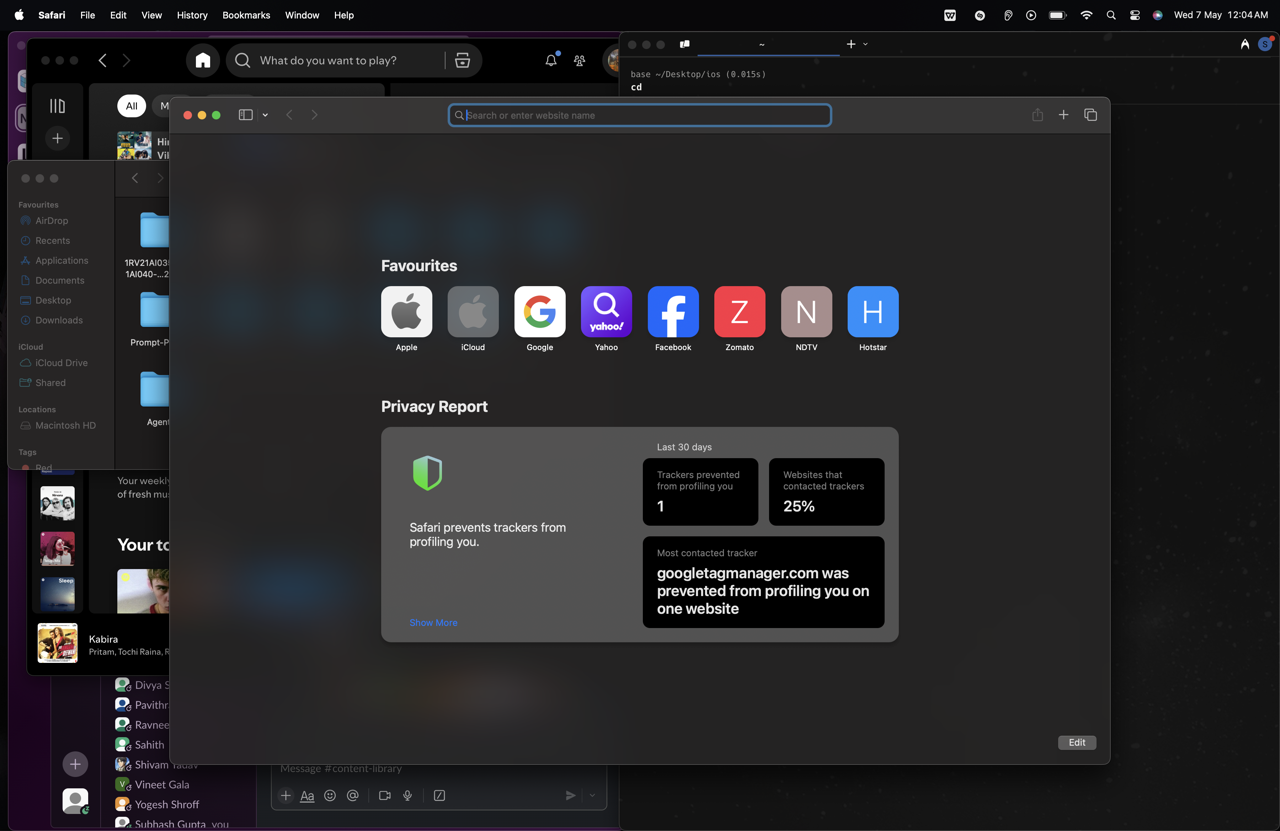 Safari File Edit View History Bookmarks Window Help
Wed 7 May 12:04 AM
What do you want to play?
~
S
base ~/Desktop/ios (0.015s)
cd
All
Search or enter website name
Favourites
AirDrop
Recents
Applications
Documents
Desktop
Downloads
iCloud
iCloud Drive
Shared
Locations
Macintosh HD
Tags
Red
1RV21AI03
1AI040-...2
Prompt-P
Agen
Favourites
Apple
iCloud
Google
yahoo!
Yahoo
Facebook
Z
Zomato
N
NDTV
H
Hotstar
Privacy Report
Safari prevents trackers from
profiling you.
Show More
Last 30 days
Trackers prevented
from profiling you
1
Websites that
contacted trackers
25%
Most contacted tracker
googletagmanager.com was
prevented from profiling you on
one website
Edit
Your weekly
of fresh mus
Your to
Sleep
Kabira
Pritam, Tochi Raina, R
Divya S
Pavithr
Ravnee
Sahith
Shivam Yadav
V
Vineet Gala
Yogesh Shroff
Subhash Gupta you
Message #content-library
Aa